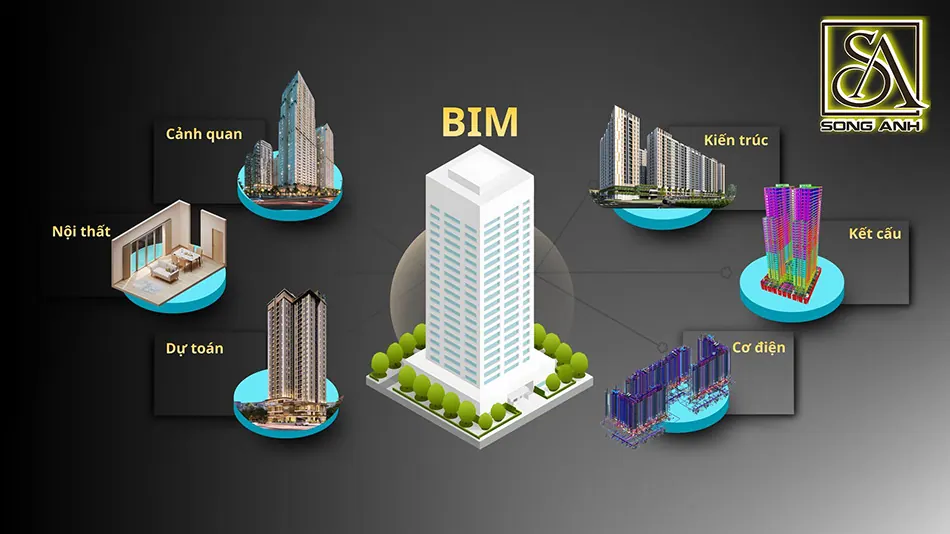 BIM
Cảnh quan
Nội thất
Dự toán
Kiến trúc
Kết cấu
Cơ điện
SA
SONG ANH